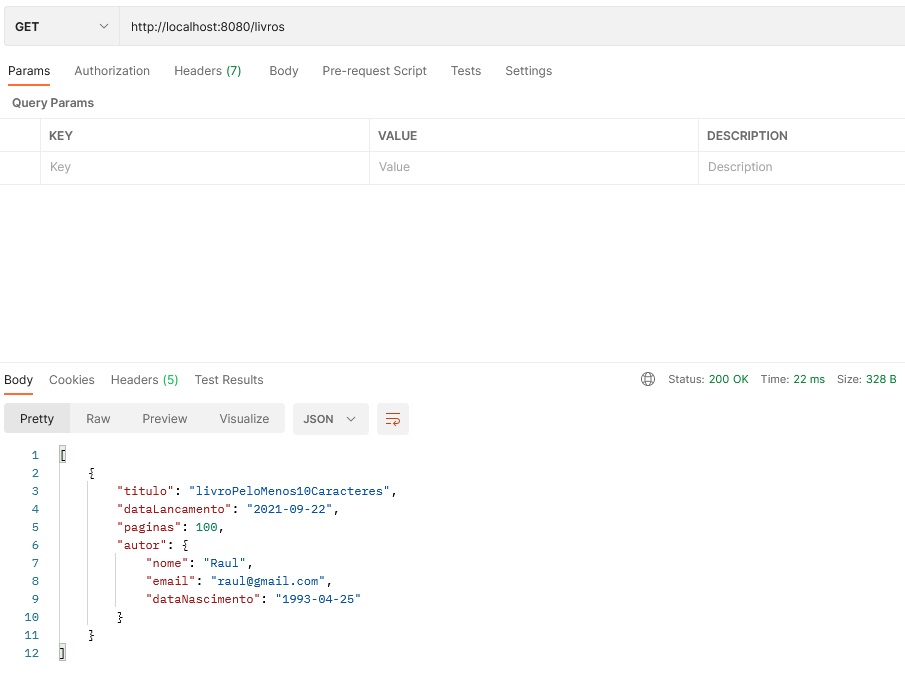 GET http://localhost:8080/livros
Params Authorization Headers (7) Body Pre-request Script Tests Settings
Query Params
KEY VALUE DESCRIPTION
Key Value Description
Body Cookies Headers (5) Test Results Status: 200 OK Time: 22 ms Size: 328 B
Pretty Raw Preview Visualize JSON
1 [
2 {
3 "titulo": "livroPeloMenos10Caracteres",
4 "dataLancamento": "2021-09-22",
5 "paginas": 100,
6 "autor": {
7 "nome": "Raul",
8 "email": "raul@gmail.com",
9 "dataNascimento": "1993-04-25"
10 }
11 }
12 ]